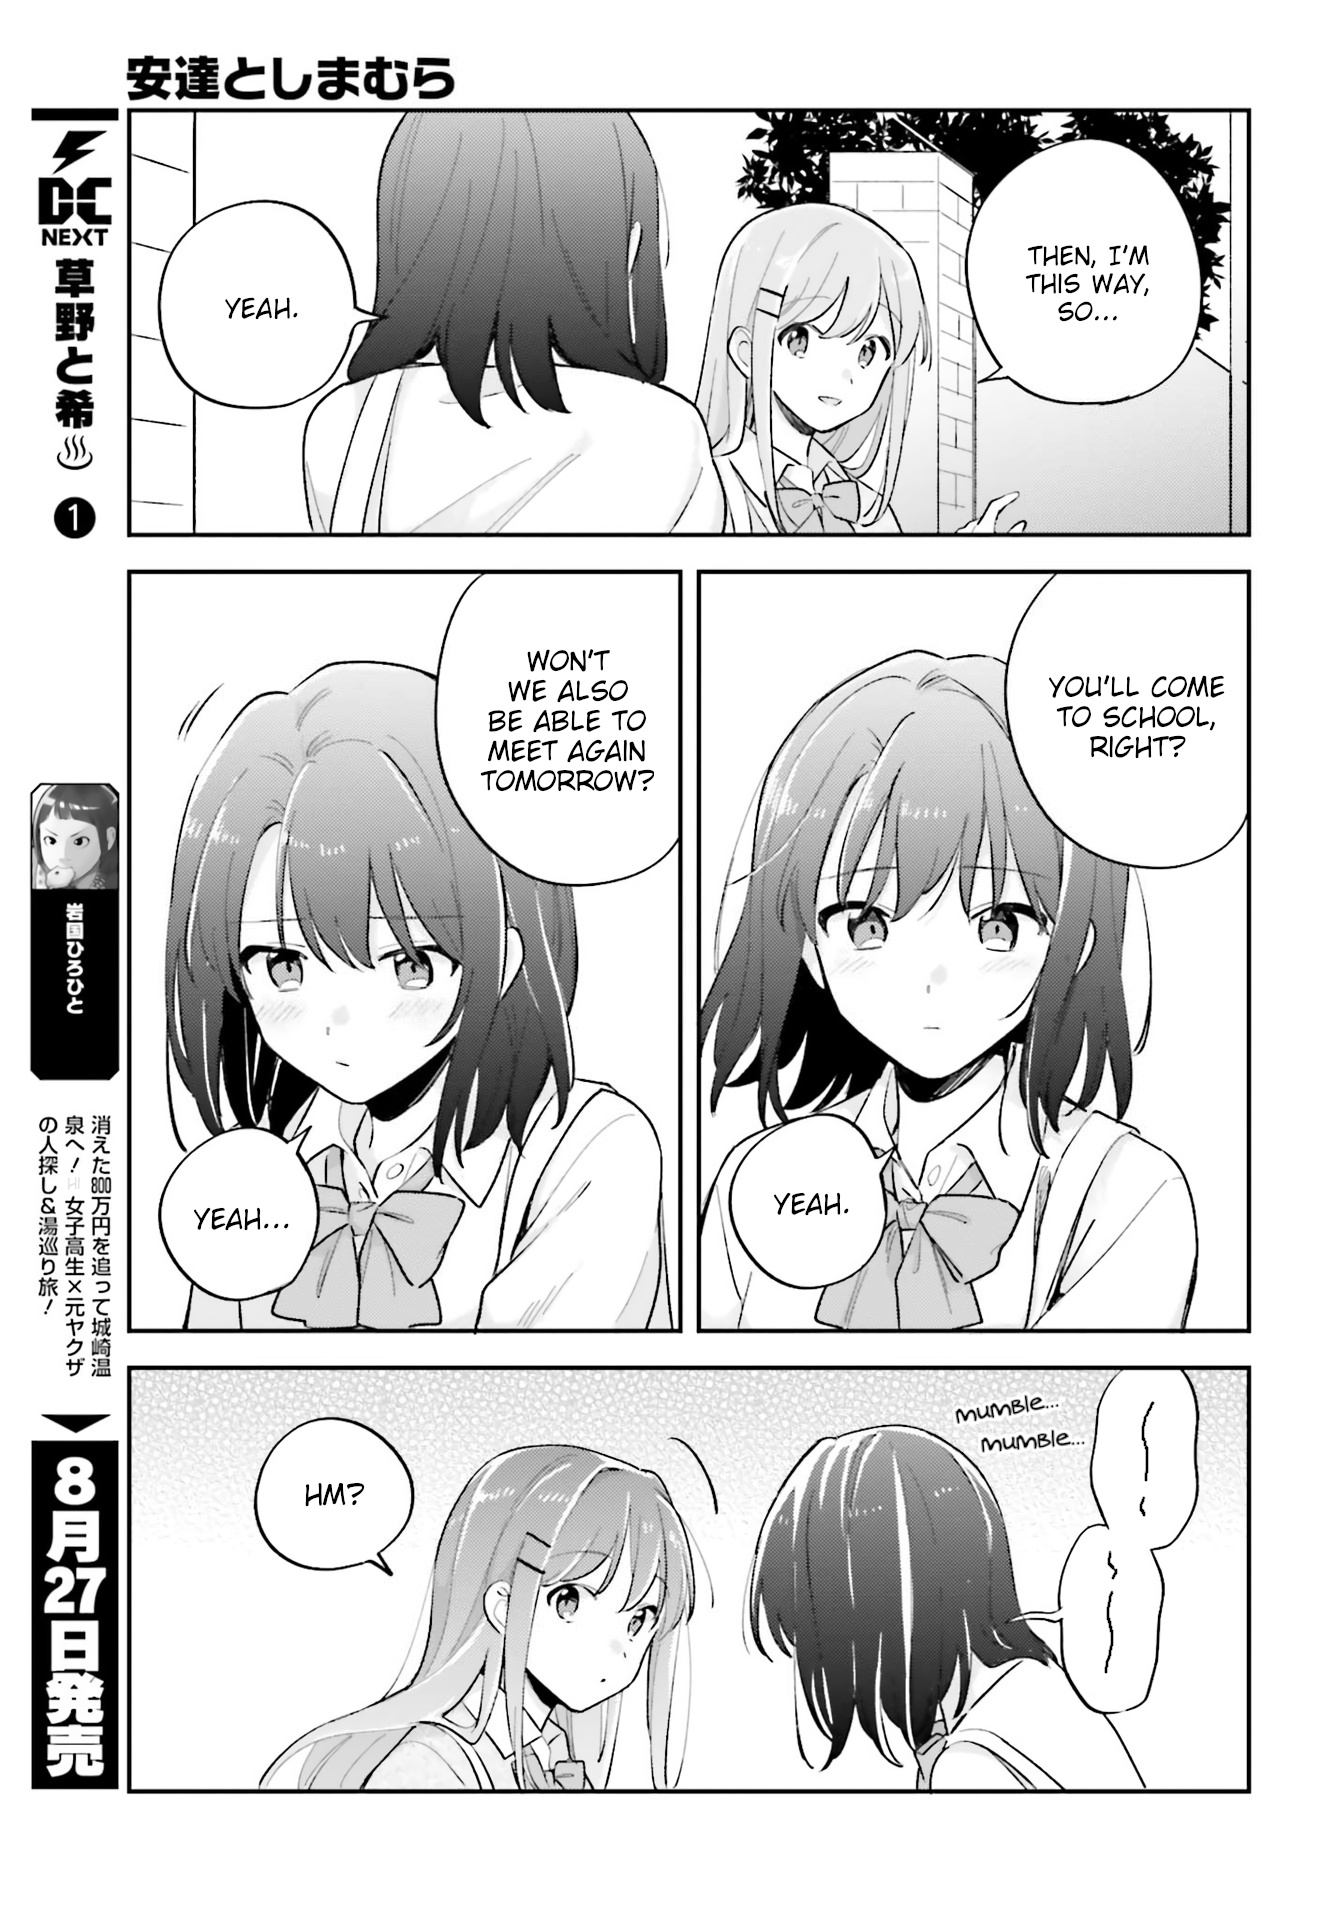 安達としまむら
THEN, I'M
THIS WAY,
SO...
YEAH.
YOU'LL COME
TO SCHOOL,
RIGHT?
YEAH.
WON'T
WE ALSO
BE ABLE TO
MEET AGAIN
TOMORROW?
YEAH...
MUMBLE...
MUMBLE...
HM?
DC
NEXT
草野と希♨
1
岩国ひろひと
消えた800万円を追って城崎温
泉へ! 女子高生×元ヤクザ
の人探し&湯巡り旅!
8月27日発売